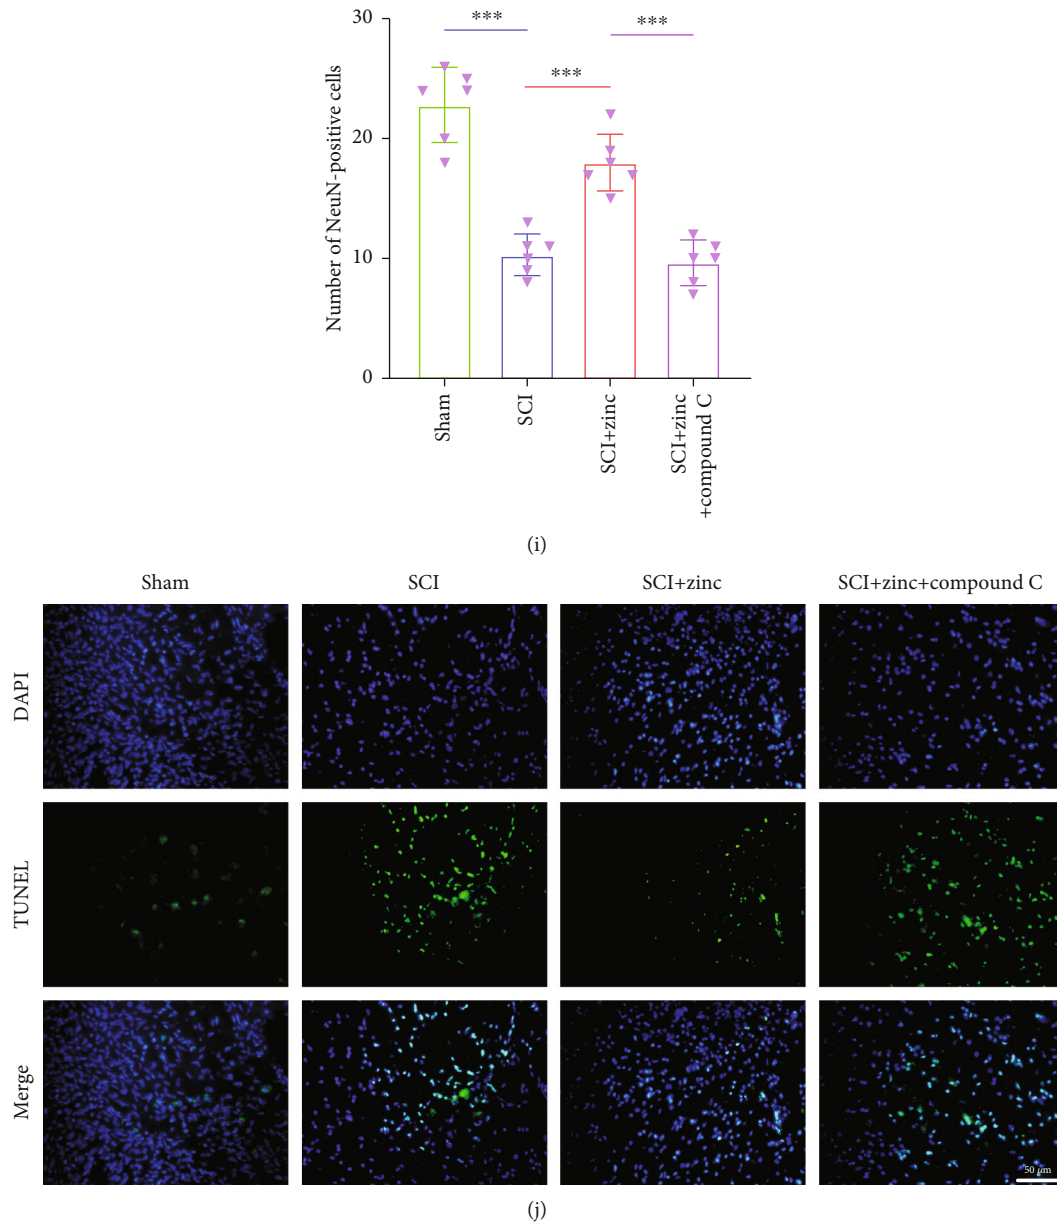 30
20
10
0
Number of NeuN-positive cells
***
***
***
Sham
SCI
SCI+zinc
SCI+zinc
+compound C
(i)
Sham SCI SCI+zinc SCI+zinc+compound C
DAPI
TUNEL
Merge
50 μm
(j)